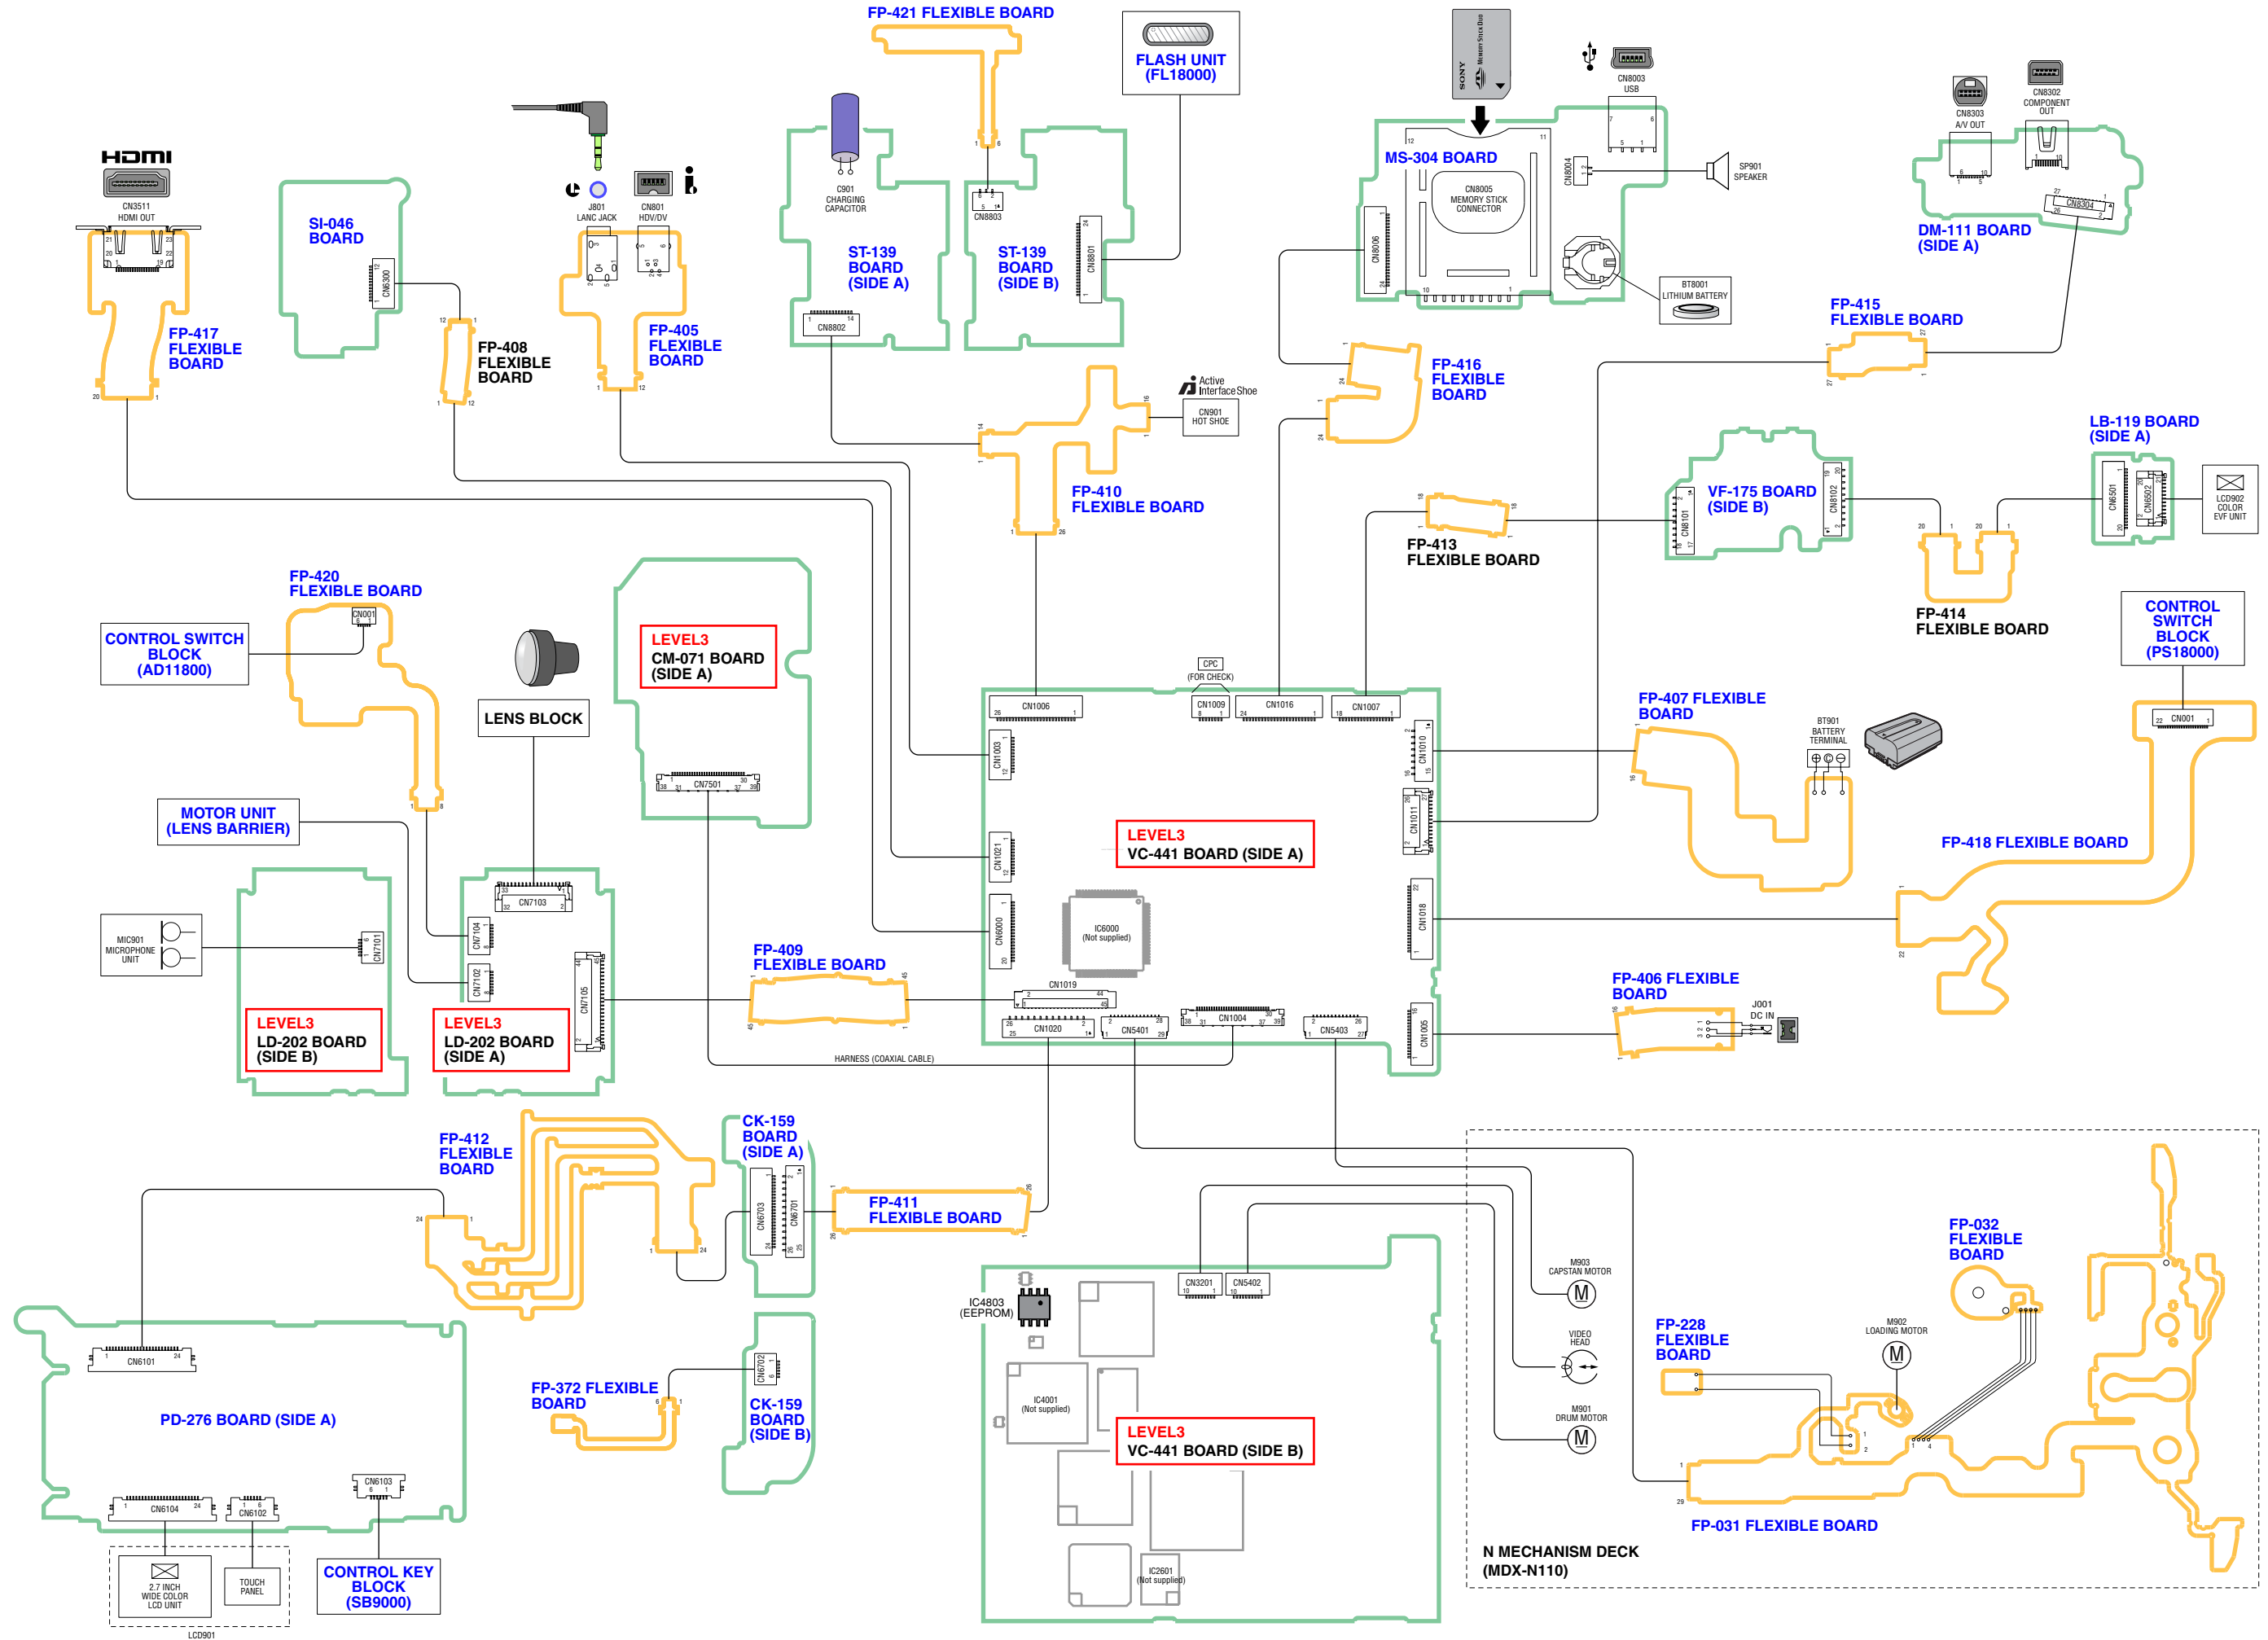 FP-421 FLEXIBLE BOARD
FLASH UNIT
(FL18000)
SONY
MEMORY STICK DUO
CN8003
USB
CN8302
COMPONENT
OUT
CN8303
A/V OUT
HDMI
CN3511
HDMI OUT
SI-046
BOARD
CN6300
J801
LANC JACK
CN801
HDV/DV
C901
CHARGING
CAPACITOR
CN8803
CN8801
ST-139
BOARD
(SIDE A)
ST-139
BOARD
(SIDE B)
CN8802
MS-304 BOARD
CN8005
MEMORY STICK
CONNECTOR
CN8004
SP901
SPEAKER
CN8006
BT8001
LITHIUM BATTERY
CN8304
DM-111 BOARD
(SIDE A)
FP-417
FLEXIBLE
BOARD
FP-408
FLEXIBLE
BOARD
FP-405
FLEXIBLE
BOARD
FP-415
FLEXIBLE BOARD
FP-416
FLEXIBLE
BOARD
Active
Interface Shoe
CN901
HOT SHOE
FP-410
FLEXIBLE BOARD
FP-413
FLEXIBLE BOARD
CN8101
VF-175 BOARD
(SIDE B)
CN8102
LB-119 BOARD
(SIDE A)
CN6501
CN6502
LCD902
COLOR
EVF UNIT
FP-414
FLEXIBLE BOARD
FP-420
FLEXIBLE BOARD
CN001
CONTROL SWITCH
BLOCK
(AD11800)
LENS BLOCK
LEVEL3
CM-071 BOARD
(SIDE A)
CN7501
CONTROL
SWITCH
BLOCK
(PS18000)
CN001
CPC
(FOR CHECK)
CN1006
CN1009
CN1016
CN1007
CN1003
CN1010
CN1021
CN1011
CN6000
CN1018
LEVEL3
VC-441 BOARD (SIDE A)
IC6000
(Not supplied)
CN1019
CN1020
CN5401
CN1004
CN5403
CN1005
FP-407 FLEXIBLE
BOARD
BT901
BATTERY
TERMINAL
FP-418 FLEXIBLE BOARD
FP-406 FLEXIBLE
BOARD
J001
DC IN
MOTOR UNIT
(LENS BARRIER)
MIC901
MICROPHONE
UNIT
CN7101
LEVEL3
LD-202 BOARD
(SIDE B)
CN7103
CN7104
CN7102
CN7105
LEVEL3
LD-202 BOARD
(SIDE A)
FP-409
FLEXIBLE BOARD
HARNESS (COAXIAL CABLE)
FP-412
FLEXIBLE
BOARD
CK-159
BOARD
(SIDE A)
CN6703
CN6701
FP-411
FLEXIBLE BOARD
CN6101
PD-276 BOARD (SIDE A)
CN6104
CN6102
CN6103
2.7 INCH
WIDE COLOR
LCD UNIT
TOUCH
PANEL
LCD901
CONTROL KEY
BLOCK
(SB9000)
FP-372 FLEXIBLE
BOARD
CN6702
CK-159
BOARD
(SIDE B)
IC4803
(EEPROM)
CN3201
CN5402
IC4001
(Not supplied)
LEVEL3
VC-441 BOARD (SIDE B)
IC2601
(Not supplied)
M903
CAPSTAN MOTOR
M
VIDEO
HEAD
M901
DRUM MOTOR
M
FP-032
FLEXIBLE
BOARD
FP-228
FLEXIBLE
BOARD
M902
LOADING MOTOR
M
FP-031 FLEXIBLE BOARD
N MECHANISM DECK
(MDX-N110)